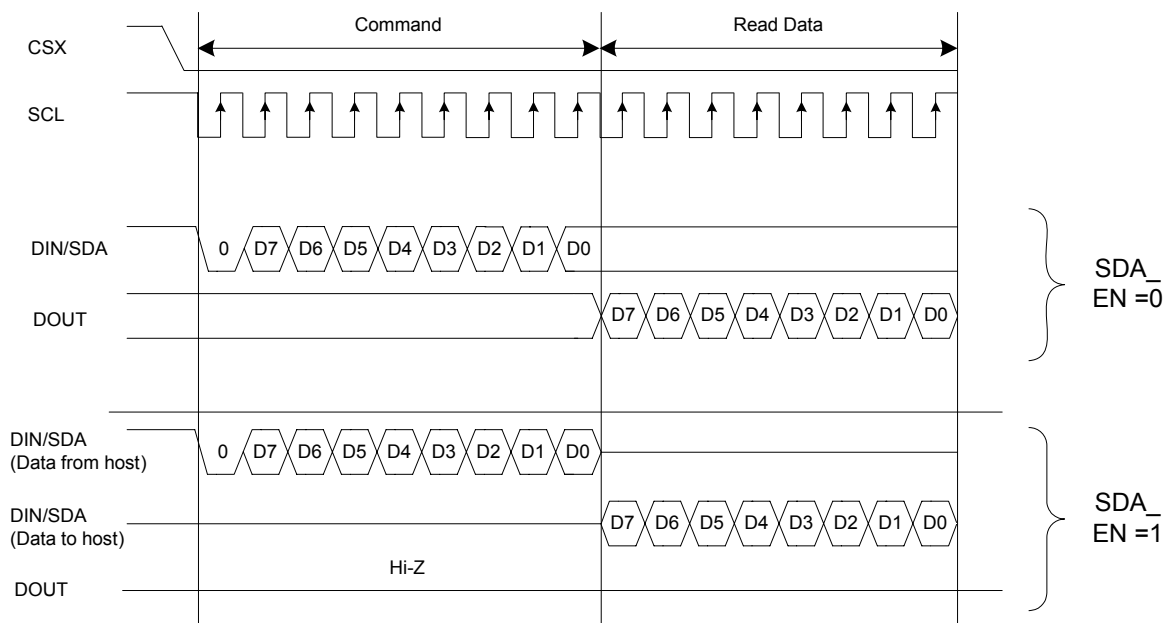 Command
Read Data
CSX
SCL
DIN/SDA
0 D7 D6 D5 D4 D3 D2 D1 D0
DOUT
D7 D6 D5 D4 D3 D2 D1 D0
SDA_
EN =0
DIN/SDA
(Data from host)
0 D7 D6 D5 D4 D3 D2 D1 D0
DIN/SDA
(Data to host)
D7 D6 D5 D4 D3 D2 D1 D0
Hi-Z
DOUT
SDA_
EN =1